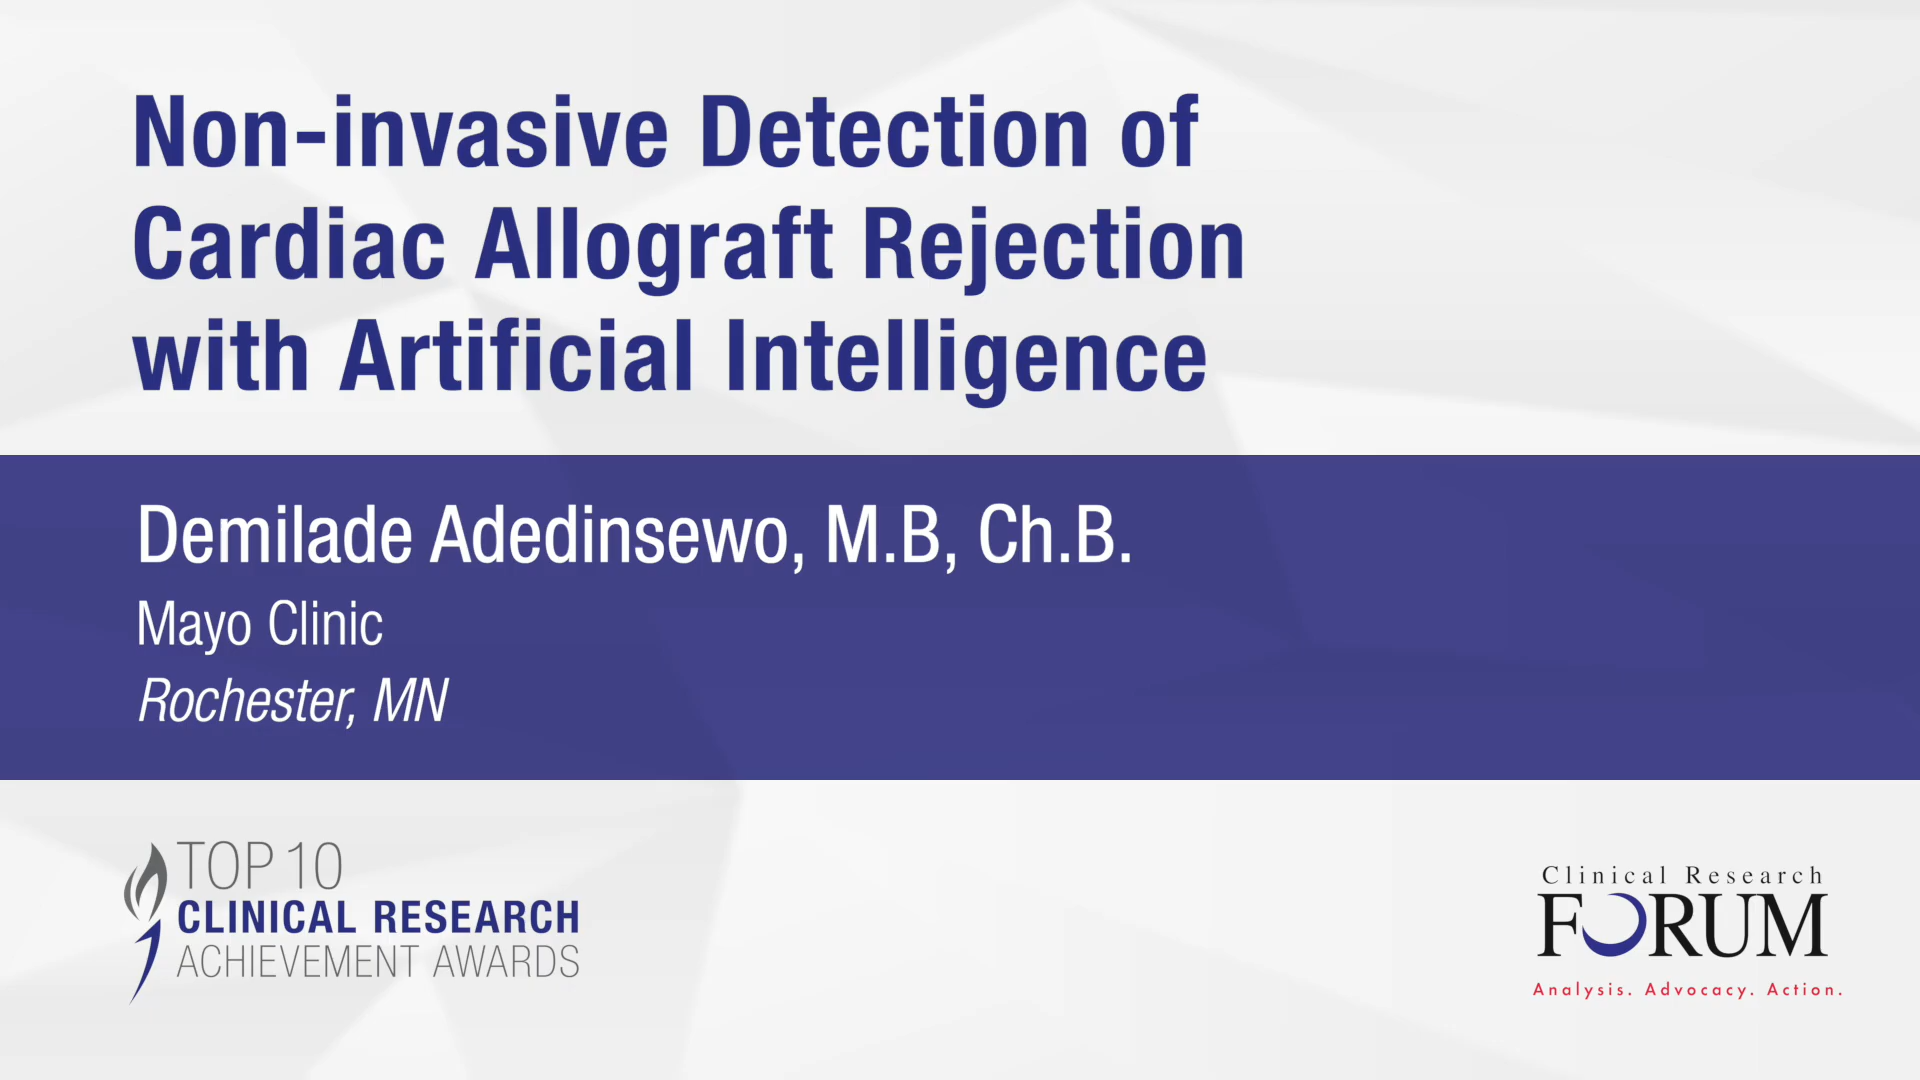 Non-invasive Detection of
Cardiac Allograft Rejection
with Artificial Intelligence
Demilade Adedinsewo, M.B, Ch.B.
Mayo Clinic
Rochester, MN
TOP 10
CLINICAL RESEARCH
ACHIEVEMENT AWARDS
Clinical Research
FORUM
Analysis. Advocacy. Action.